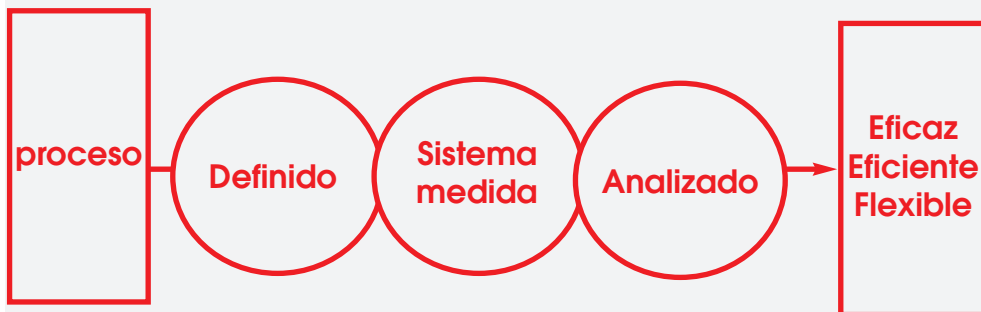 proceso
Definido
Sistema
medida
Analizado
Eficaz
Eficiente
Flexible